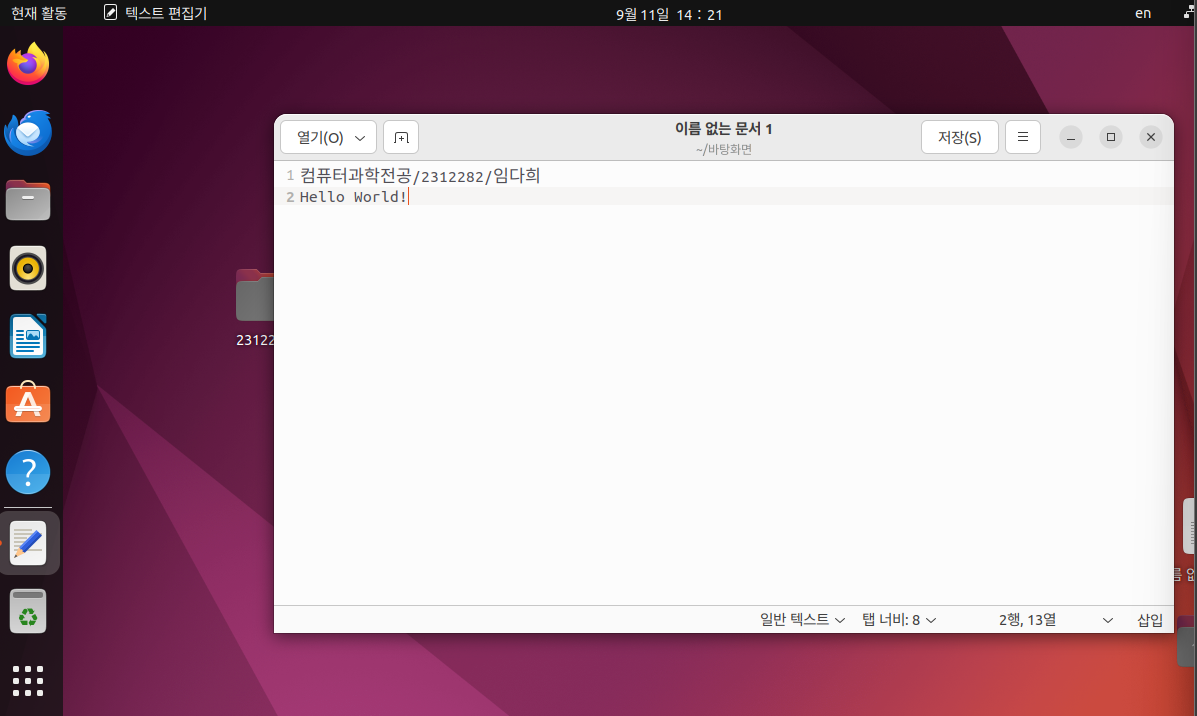 현재 활동 텍스트 편집기 9월 11일 14 : 21 en
열기(O) 이름 없는 문서 1 저장(S)
~/바탕화면
1 컴퓨터과학전공/2312282/임다희
2 Hello World!
23122
일반 텍스트 탭 너비: 8 2행, 13열 삽입